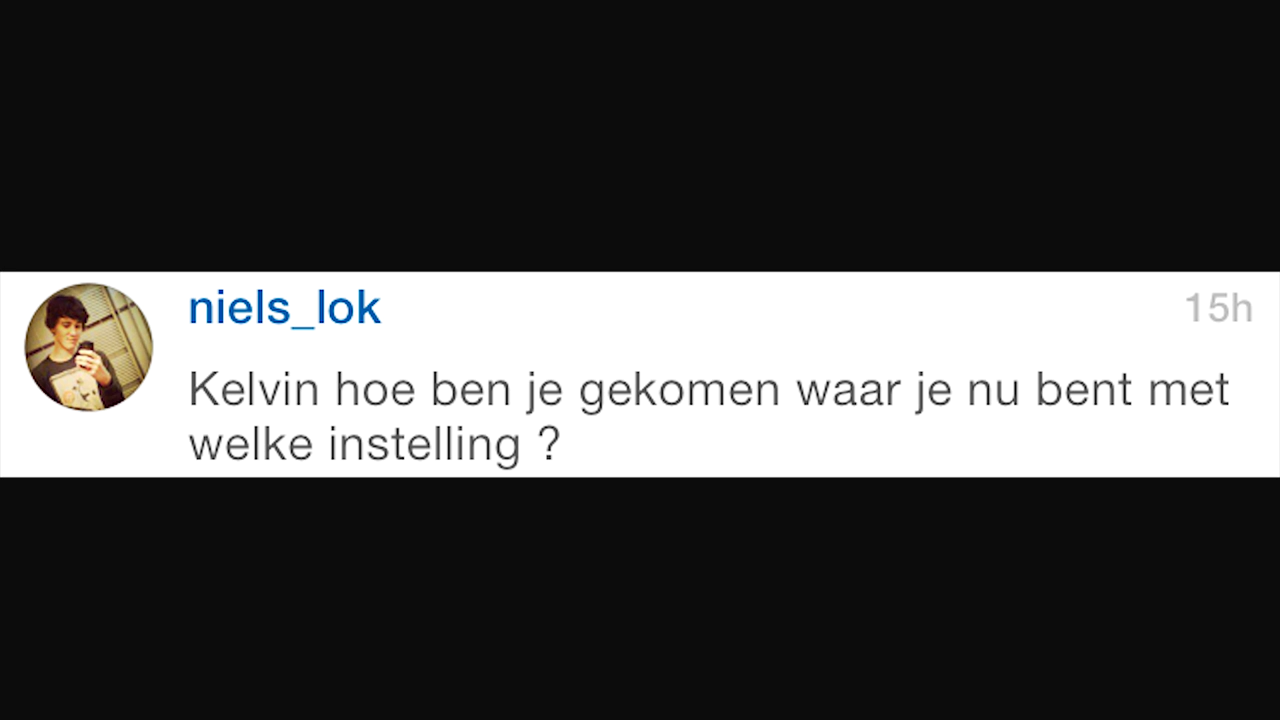 niels_lok 15h
Kelvin hoe ben je gekomen waar je nu bent met
welke instelling ?